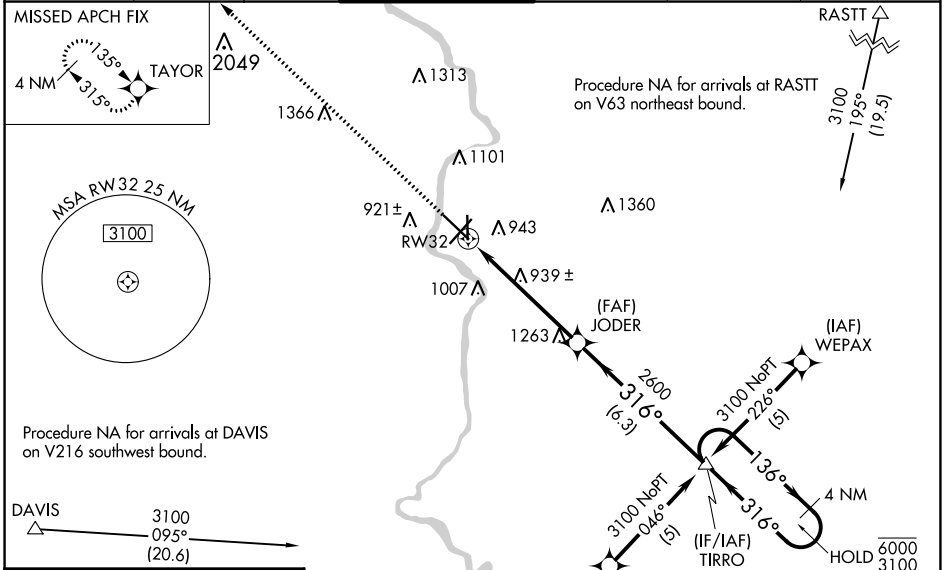 MISSED APCH FIX
135°
4 NM
TAYOR
315°
2049
1313
1366
1101
Procedure NA for arrivals at RASTT
on V63 northeast bound.
RASTT
3100
195°
(19.5)
MSA RW32 25 NM
3100
921±
RW32
943
1360
939±
1007
(FAF)
JODER
1263
(IAF)
WEPAX
2600
316°
(6.3)
3100 NoPT
226°
(5)
Procedure NA for arrivals at DAVIS
on V216 southwest bound.
136°
4 NM
316°
3100 NoPT
046°
(5)
(IF/IAF)
TIRRO
HOLD
6000
3100
DAVIS
3100
095°
(20.6)